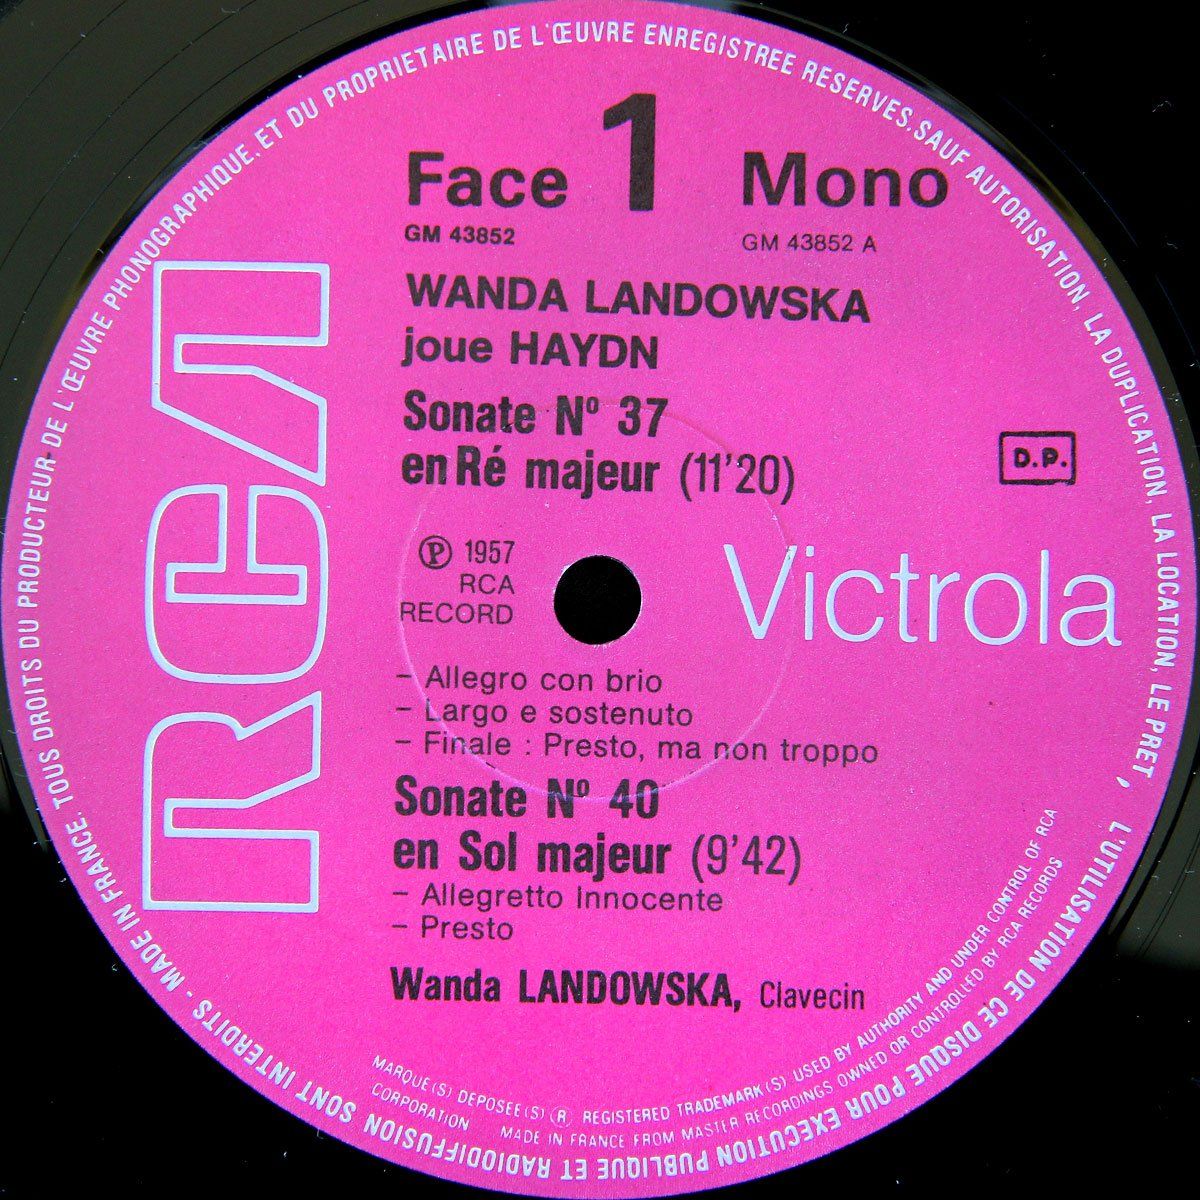 Face 1 Mono
GM 43852
GM 43852 A
WANDA LANDOWSKA
joue HAYDN
Sonate Nº 37
en Ré majeur (11'20)
D.P.
℗ 1957
RCA
RECORD
RCA
Victrola
– Allegro con brio
– Largo e sostenuto
– Finale : Presto, ma non troppo
Sonate Nº 40
en Sol majeur (9'42)
– Allegretto Innocente
– Presto
Wanda LANDOWSKA, Clavecin
MARQUE(S) DEPOSEE(S) ® REGISTERED TRADEMARK(S) USED BY AUTHORITY AND UNDER CONTROL OF RCA
CORPORATION MADE IN FRANCE FROM MASTER RECORDINGS OWNED OR CONTROLLED BY RCA RECORDS
MADE IN FRANCE. TOUS DROITS DU PRODUCTEUR DE L'ŒUVRE PHONOGRAPHIQUE. ET DU PROPRIETAIRE DE L'ŒUVRE ENREGISTREE RESERVES. SAUF AUTORISATION, LA DUPLICATION, LA LOCATION, LE PRET, L'UTILISATION DE CE DISQUE POUR EXECUTION PUBLIQUE ET RADIODIFFUSION SONT INTERDITS -